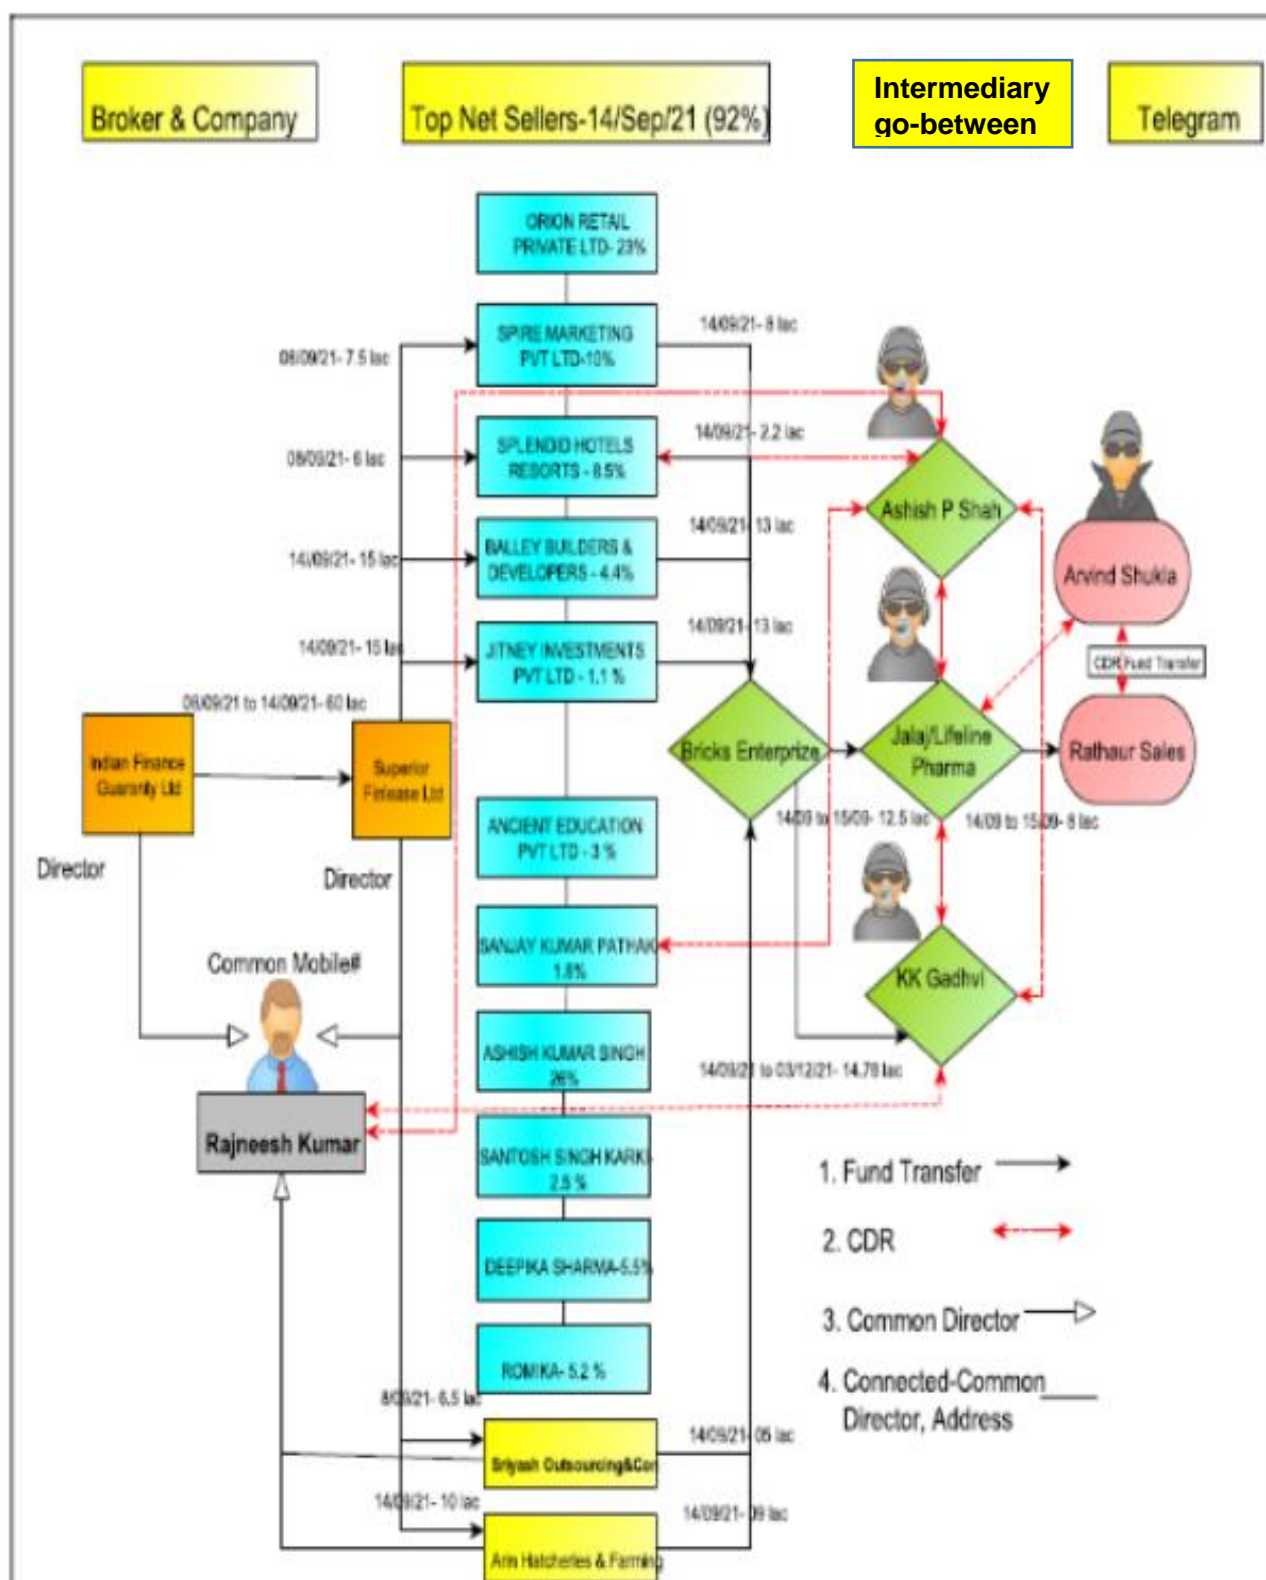 Broker & Company
Top Net Sellers-14/Sep/21 (92%)
Intermediary
go-between
Telegram
ORION RETAIL
PRIVATE LTD- 23%
08/09/21- 7.5 lac
SPIRE MARKETING
PVT LTD-10%
14/09/21- 8 lac
08/09/21- 6 lac
SPLENDID HOTELS
RESORTS - 8.5%
14/09/21- 2.2 lac
Ashish P Shah
14/09/21- 15 lac
BALLEY BUILDERS &
DEVELOPERS - 4.4%
14/09/21- 13 lac
Arvind Shukla
14/09/21- 15 lac
JITNEY INVESTMENTS
PVT LTD - 1.1 %
14/09/21- 13 lac
CDR Fund Transfer
08/09/21 to 14/09/21- 60 lac
Indian Finance
Guaranty Ltd
Superior
Finlease Ltd
Bricks Enterprize
Jalaj/Lifeline
Pharma
Rathaur Sales
14/09 to 15/09- 12.5 lac
14/09 to 15/09- 8 lac
ANCIENT EDUCATION
PVT LTD - 3 %
Director
Director
SANJAY KUMAR PATHAK
1.8%
Common Mobile#
KK Gadhvi
ASHISH KUMAR SINGH
26%
14/09/21 to 03/12/21- 14.78 lac
Rajneesh Kumar
SANTOSH SINGH KARKI-
2.5 %
DEEPIKA SHARMA-5.5%
ROMIKA- 5.2 %
8/09/21- 6.5 lac
Sriyash Outsourcing&Con
14/09/21- 05 lac
14/09/21- 10 lac
Arin Hatcheries & Farming
14/09/21- 09 lac
1. Fund Transfer
2. CDR
3. Common Director
4. Connected-Common
Director, Address